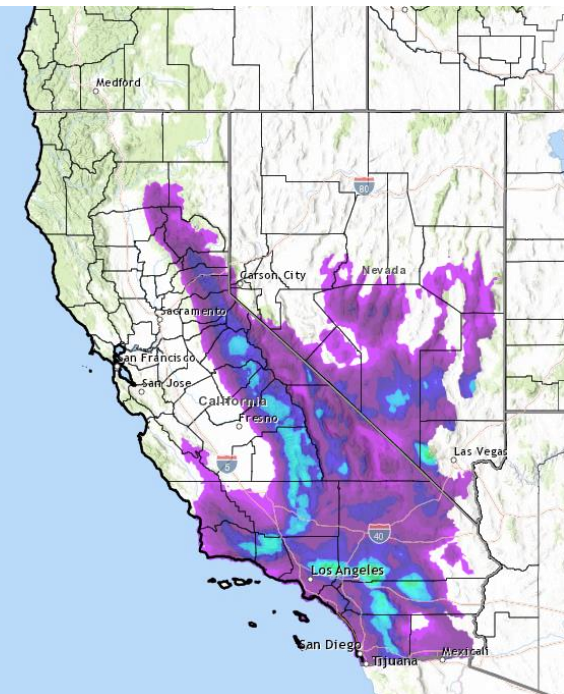 Medford
80
Carson City
Nevada
Sacramento
San Francisco
San Jose
California
Fresno
5
Las Vegas
40
Los Angeles
San Diego
Mexicali
Tijuana